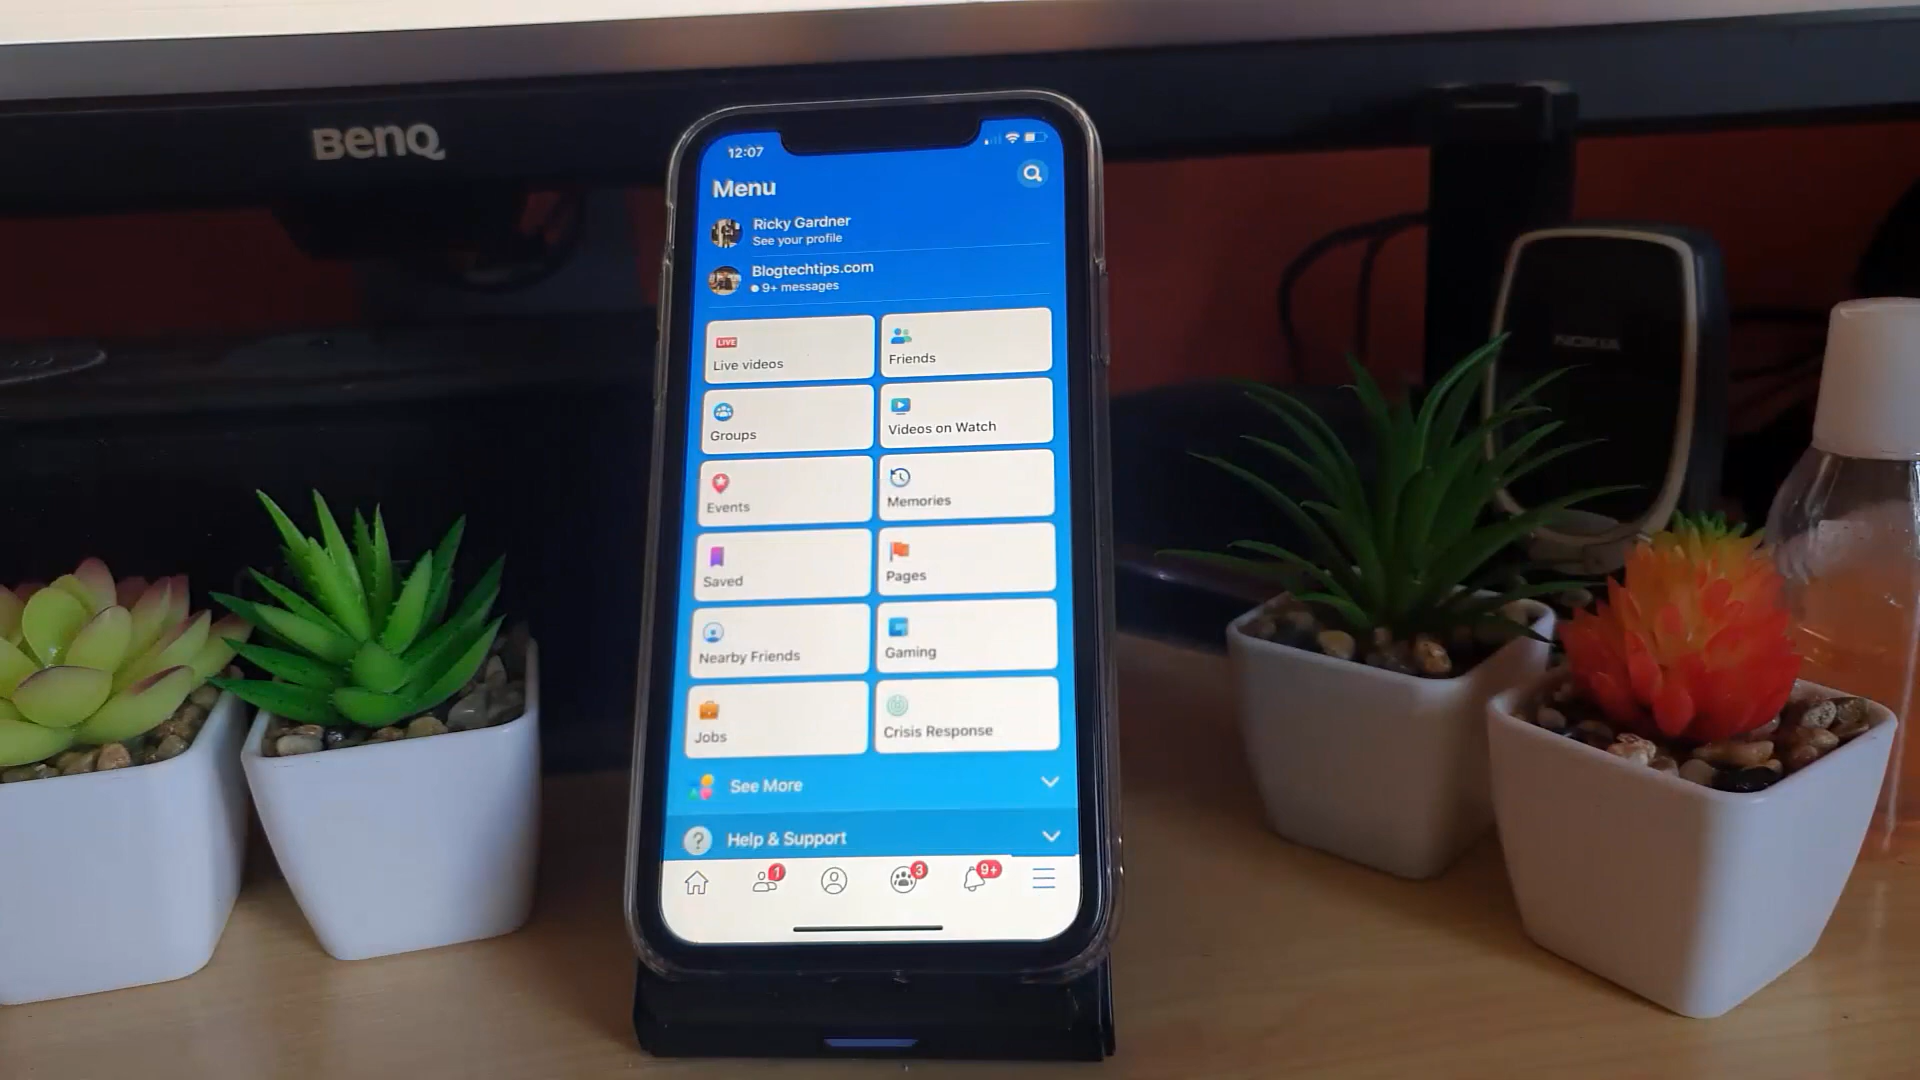 BenQ
12:07
Menu
Ricky Gardner
See your profile
Blogtechtips.com
9+ messages
LIVE
Live videos
Friends
Groups
Videos on Watch
Events
Memories
Saved
Pages
Nearby Friends
Gaming
Jobs
Crisis Response
See More
? Help & Support
1
3
9+
NOKIA